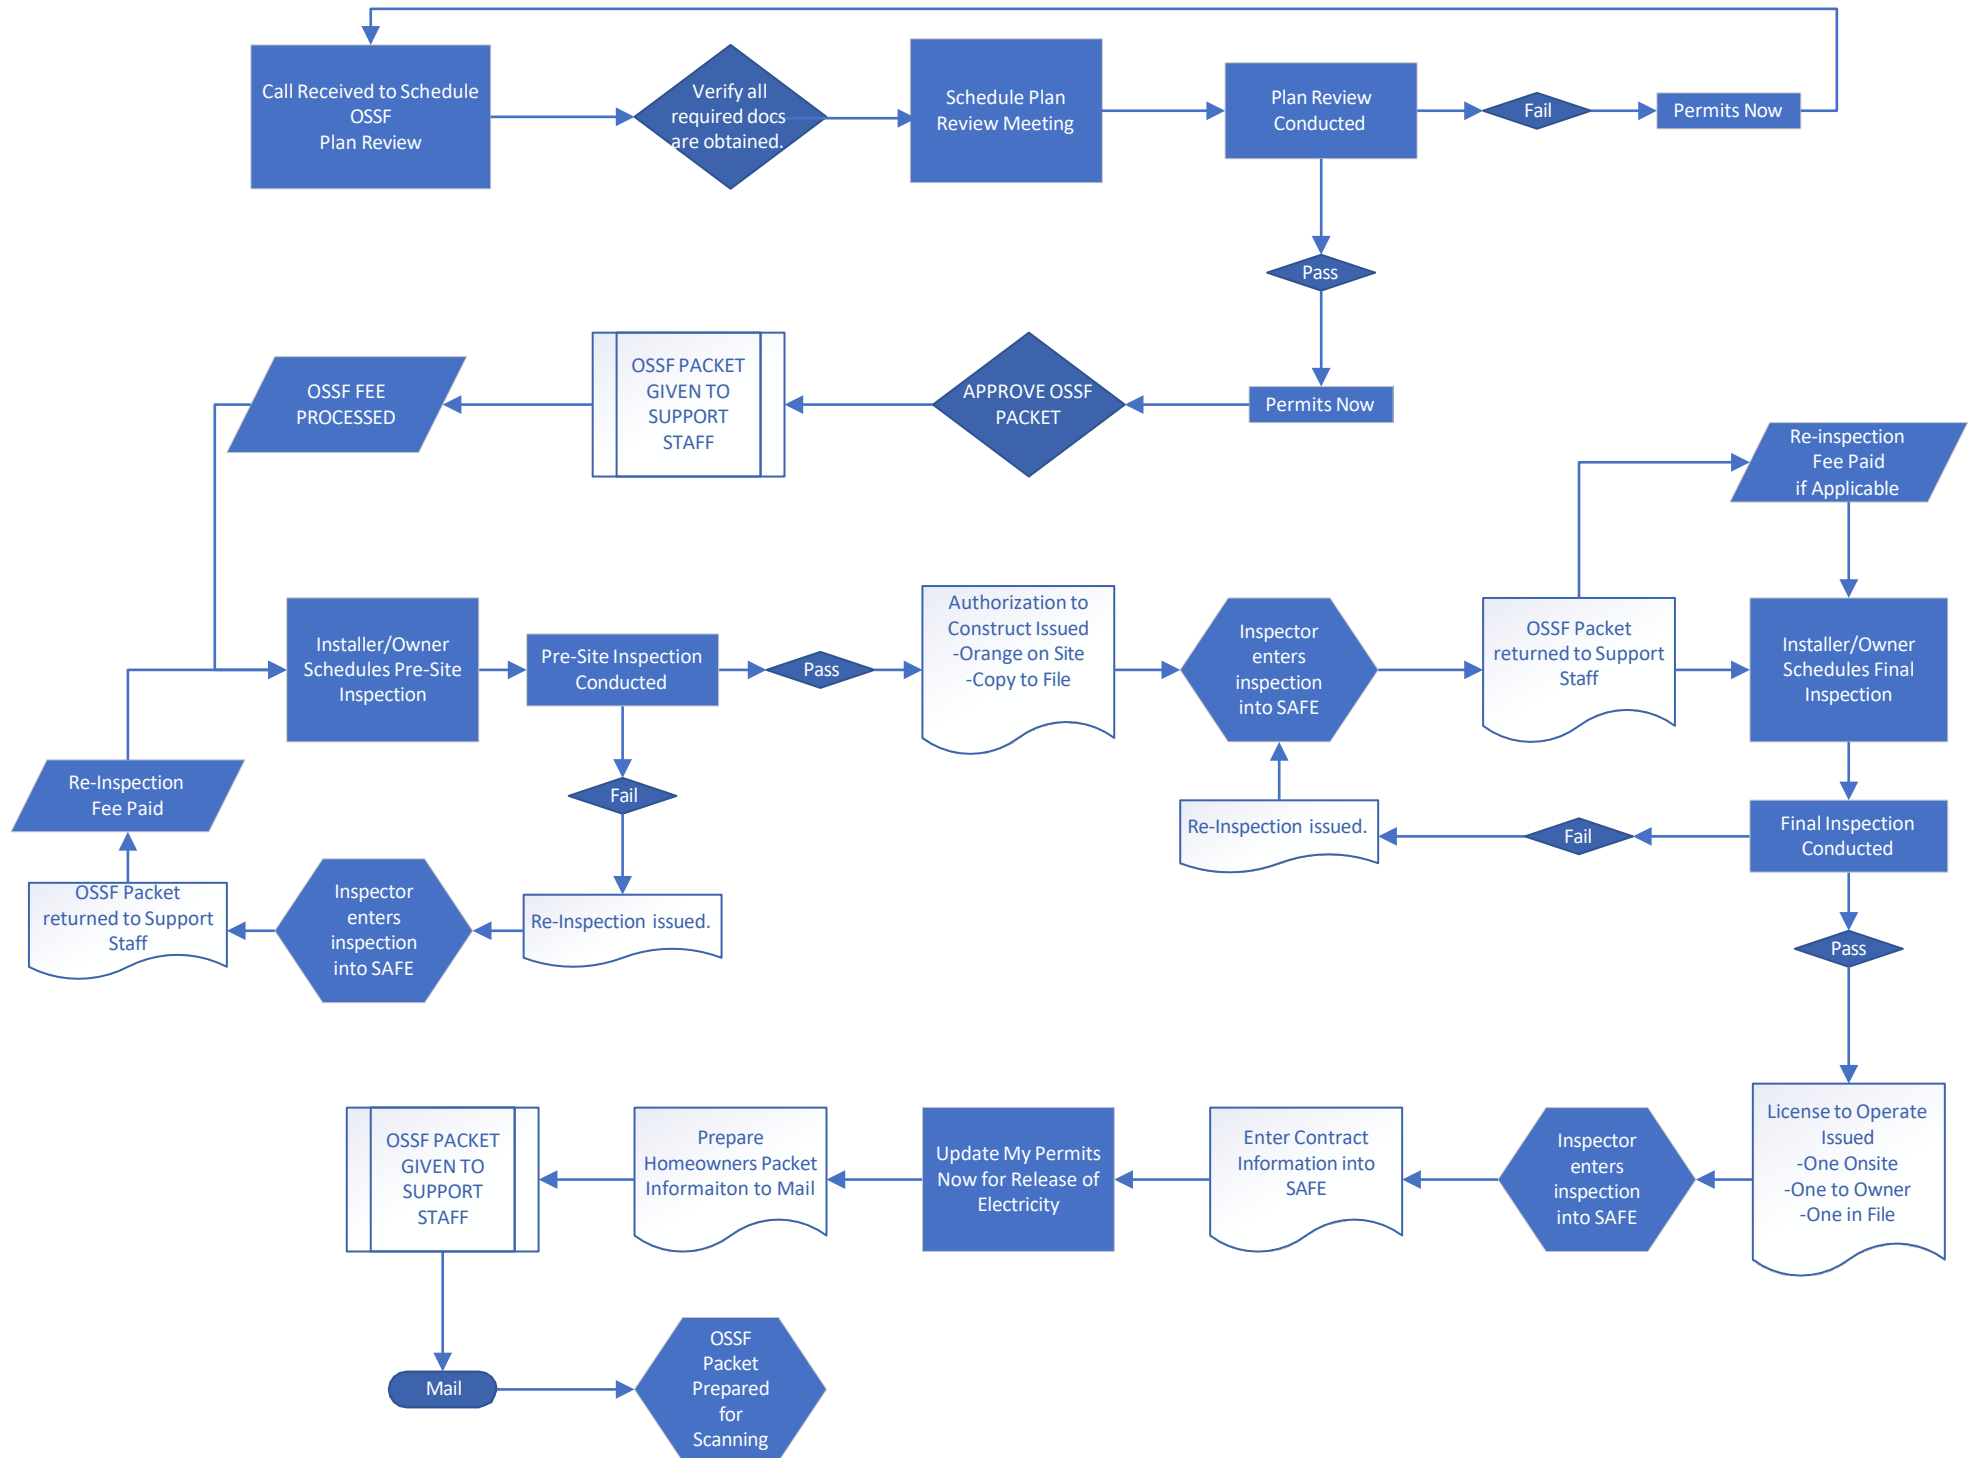 Call Received to Schedule
OSSF
Plan Review
Verify all
required docs
are obtained.
Schedule Plan
Review Meeting
Plan Review
Conducted
Fail
Permits Now
Pass
OSSF FEE
PROCESSED
OSSF PACKET
GIVEN TO
SUPPORT
STAFF
APPROVE OSSF
PACKET
Permits Now
Re-inspection
Fee Paid
if Applicable
Installer/Owner
Schedules Pre-Site
Inspection
Pre-Site Inspection
Conducted
Pass
Authorization to
Construct Issued
-Orange on Site
-Copy to File
Inspector
enters
inspection
into SAFE
OSSF Packet
returned to Support
Staff
Installer/Owner
Schedules Final
Inspection
Re-Inspection
Fee Paid
Fail
Re-Inspection issued.
Fail
Final Inspection
Conducted
OSSF Packet
returned to Support
Staff
Inspector
enters
inspection
into SAFE
Re-Inspection issued.
Pass
OSSF PACKET
GIVEN TO
SUPPORT
STAFF
Prepare
Homeowners Packet
Informaiton to Mail
Update My Permits
Now for Release of
Electricity
Enter Contract
Information into
SAFE
Inspector
enters
inspection
into SAFE
License to Operate
Issued
-One Onsite
-One to Owner
-One in File
Mail
OSSF
Packet
Prepared
for
Scanning